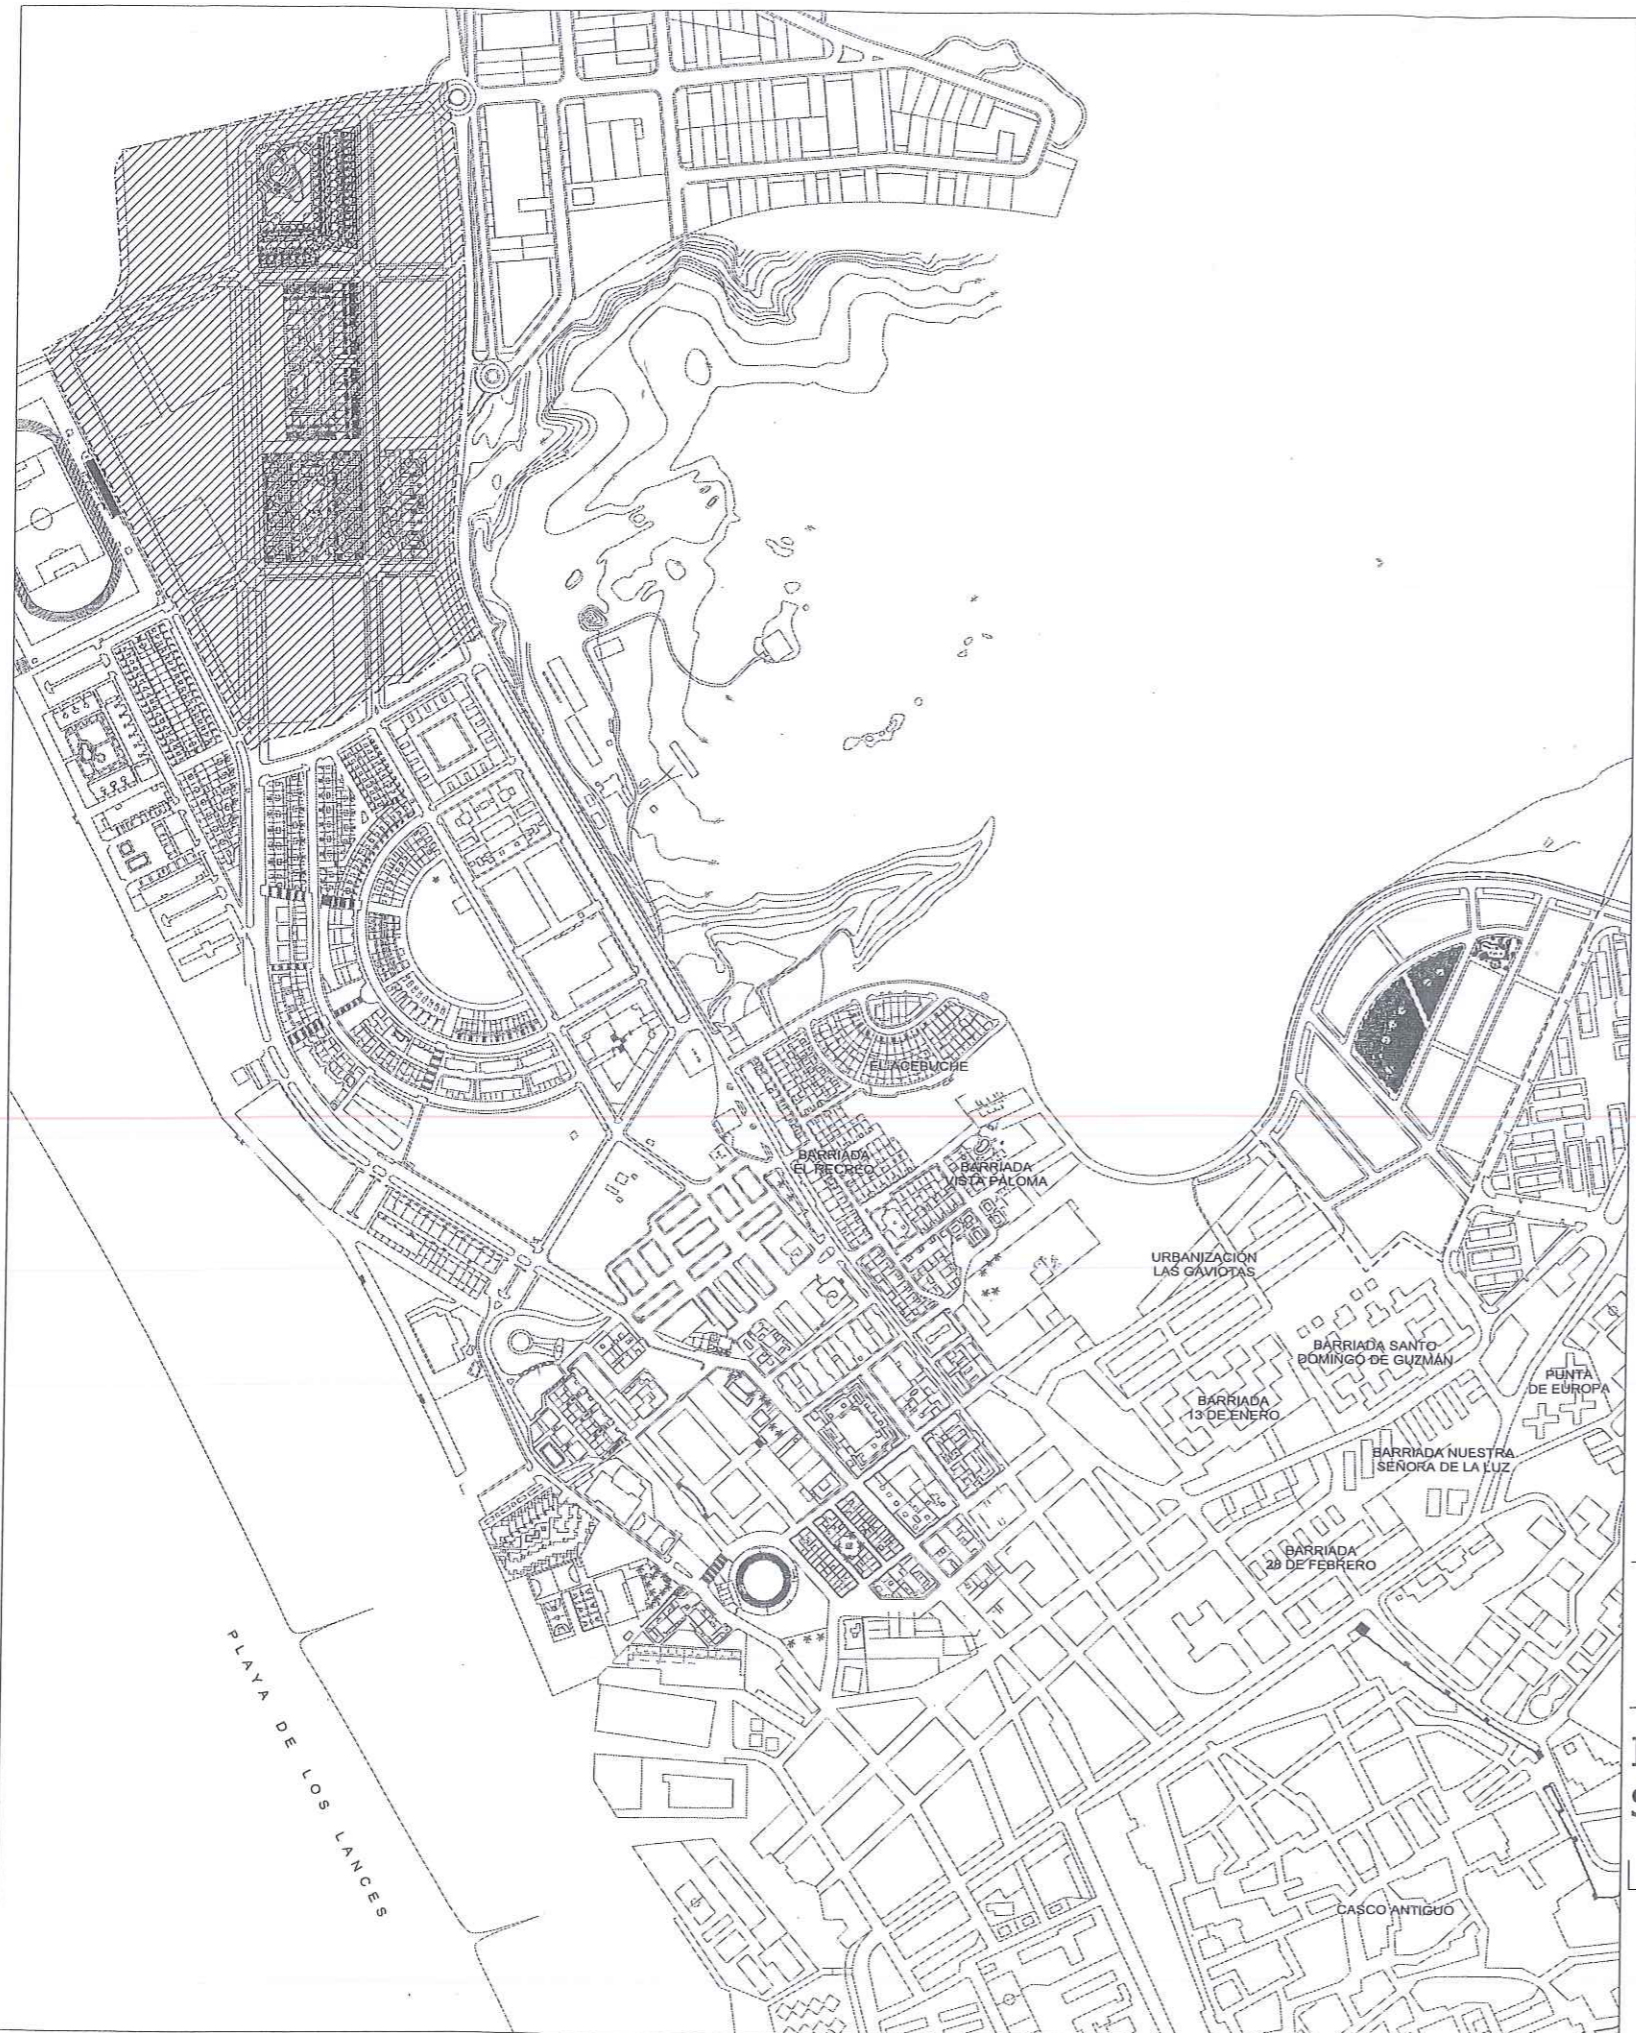 EL ACEBUCHE
BARRIADA
EL RECREO
BARRIADA
VISTA PALOMA
URBANIZACIÓN
LAS GAVIOTAS
BARRIADA SANTO
DOMINGO DE GUZMÁN
PUNTA
DE EUROPA
BARRIADA
13 DE ENERO
BARRIADA NUESTRA
SEÑORA DE LA LUZ
BARRIADA
28 DE FEBRERO
PLAYA DE LOS LANCES
CASCO ANTIGUO